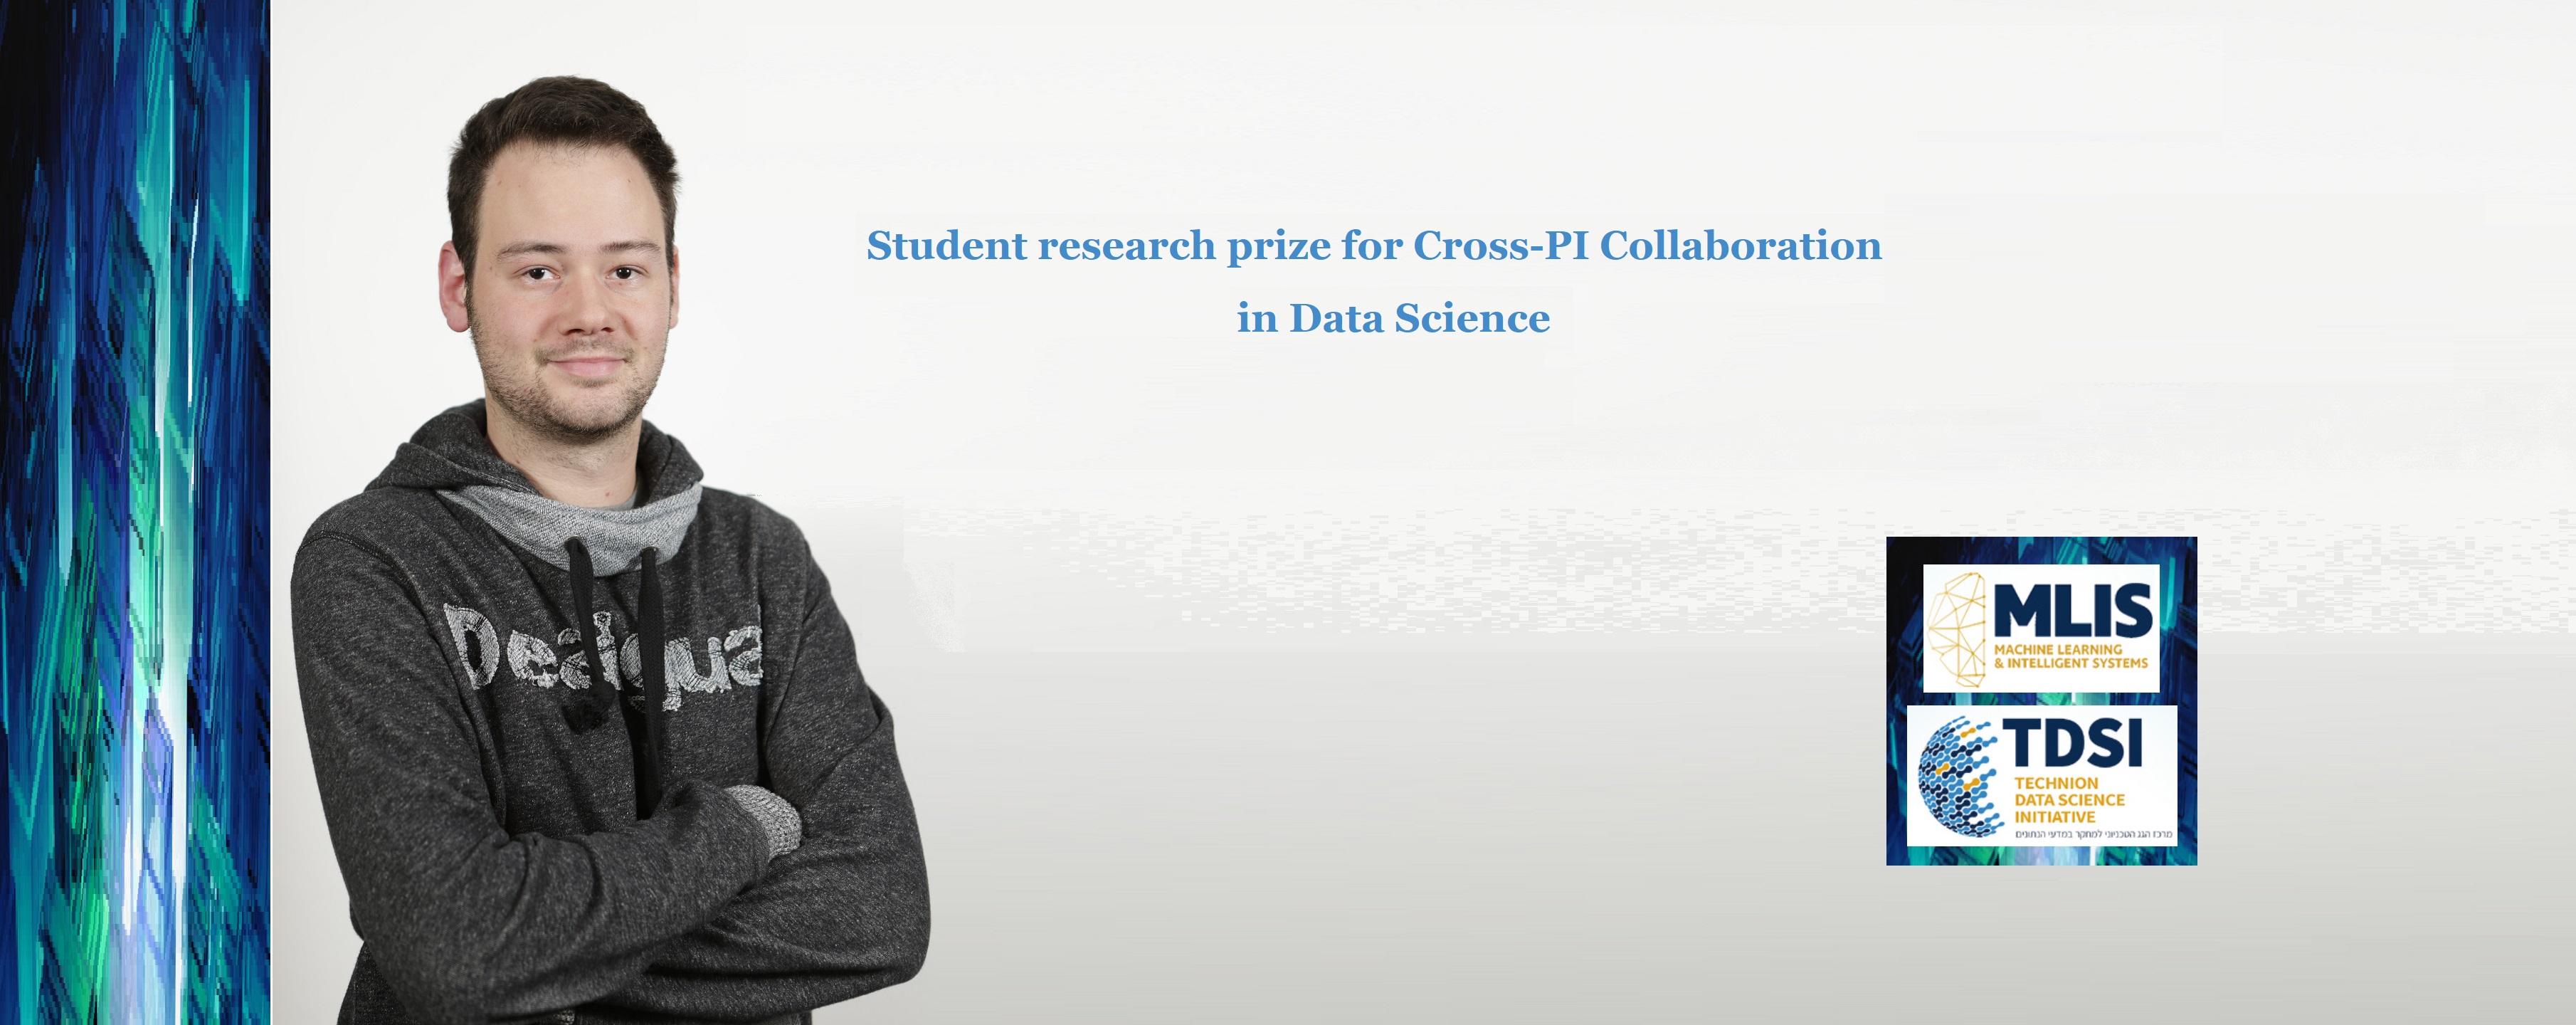 Student research prize for Cross-PI Collaboration
in Data Science
Desigual
MLIS
MACHINE LEARNING
& INTELLIGENT SYSTEMS
TDSI
TECHNION
DATA SCIENCE
INITIATIVE
מרכז הגג הטכניוני למחקר במדעי הנתונים